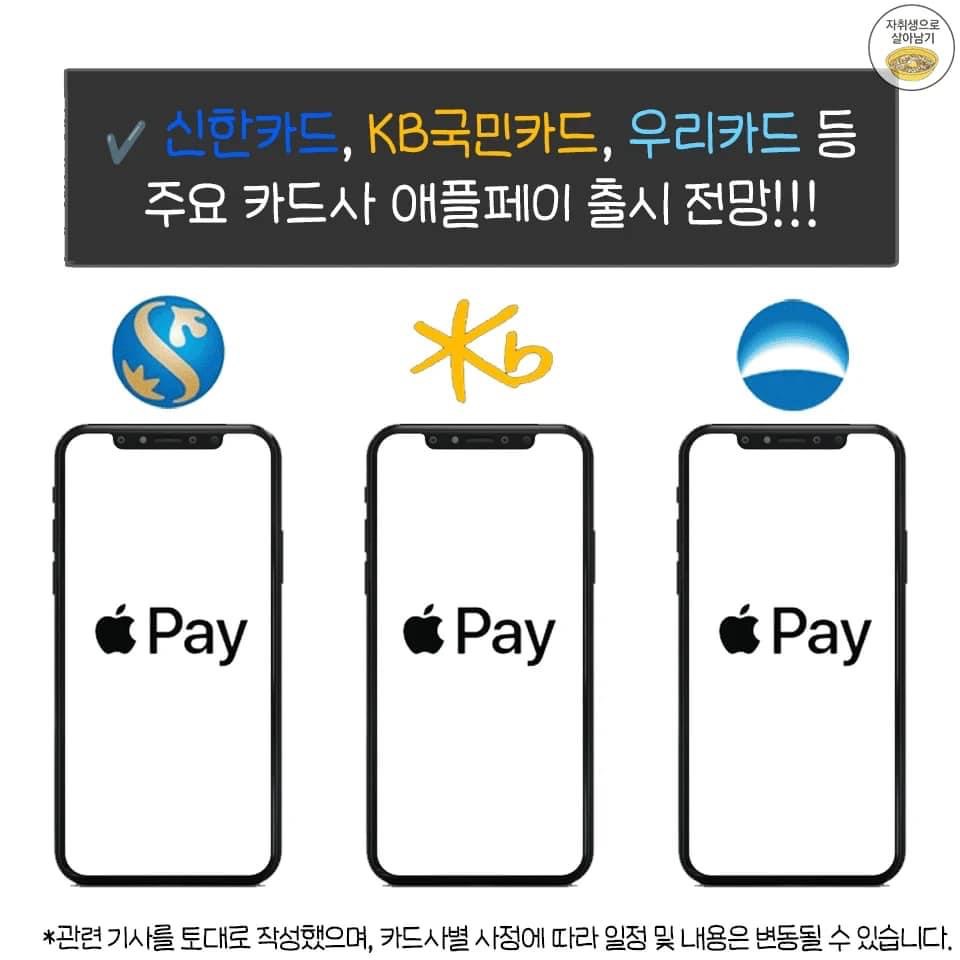 자취생으로
살아남기
✔ 신한카드, KB국민카드, 우리카드 등
주요 카드사 애플페이 출시 전망!!!
Kb
Pay
Pay
Pay
*관련 기사를 토대로 작성했으며, 카드사별 사정에 따라 일정 및 내용은 변동될 수 있습니다.